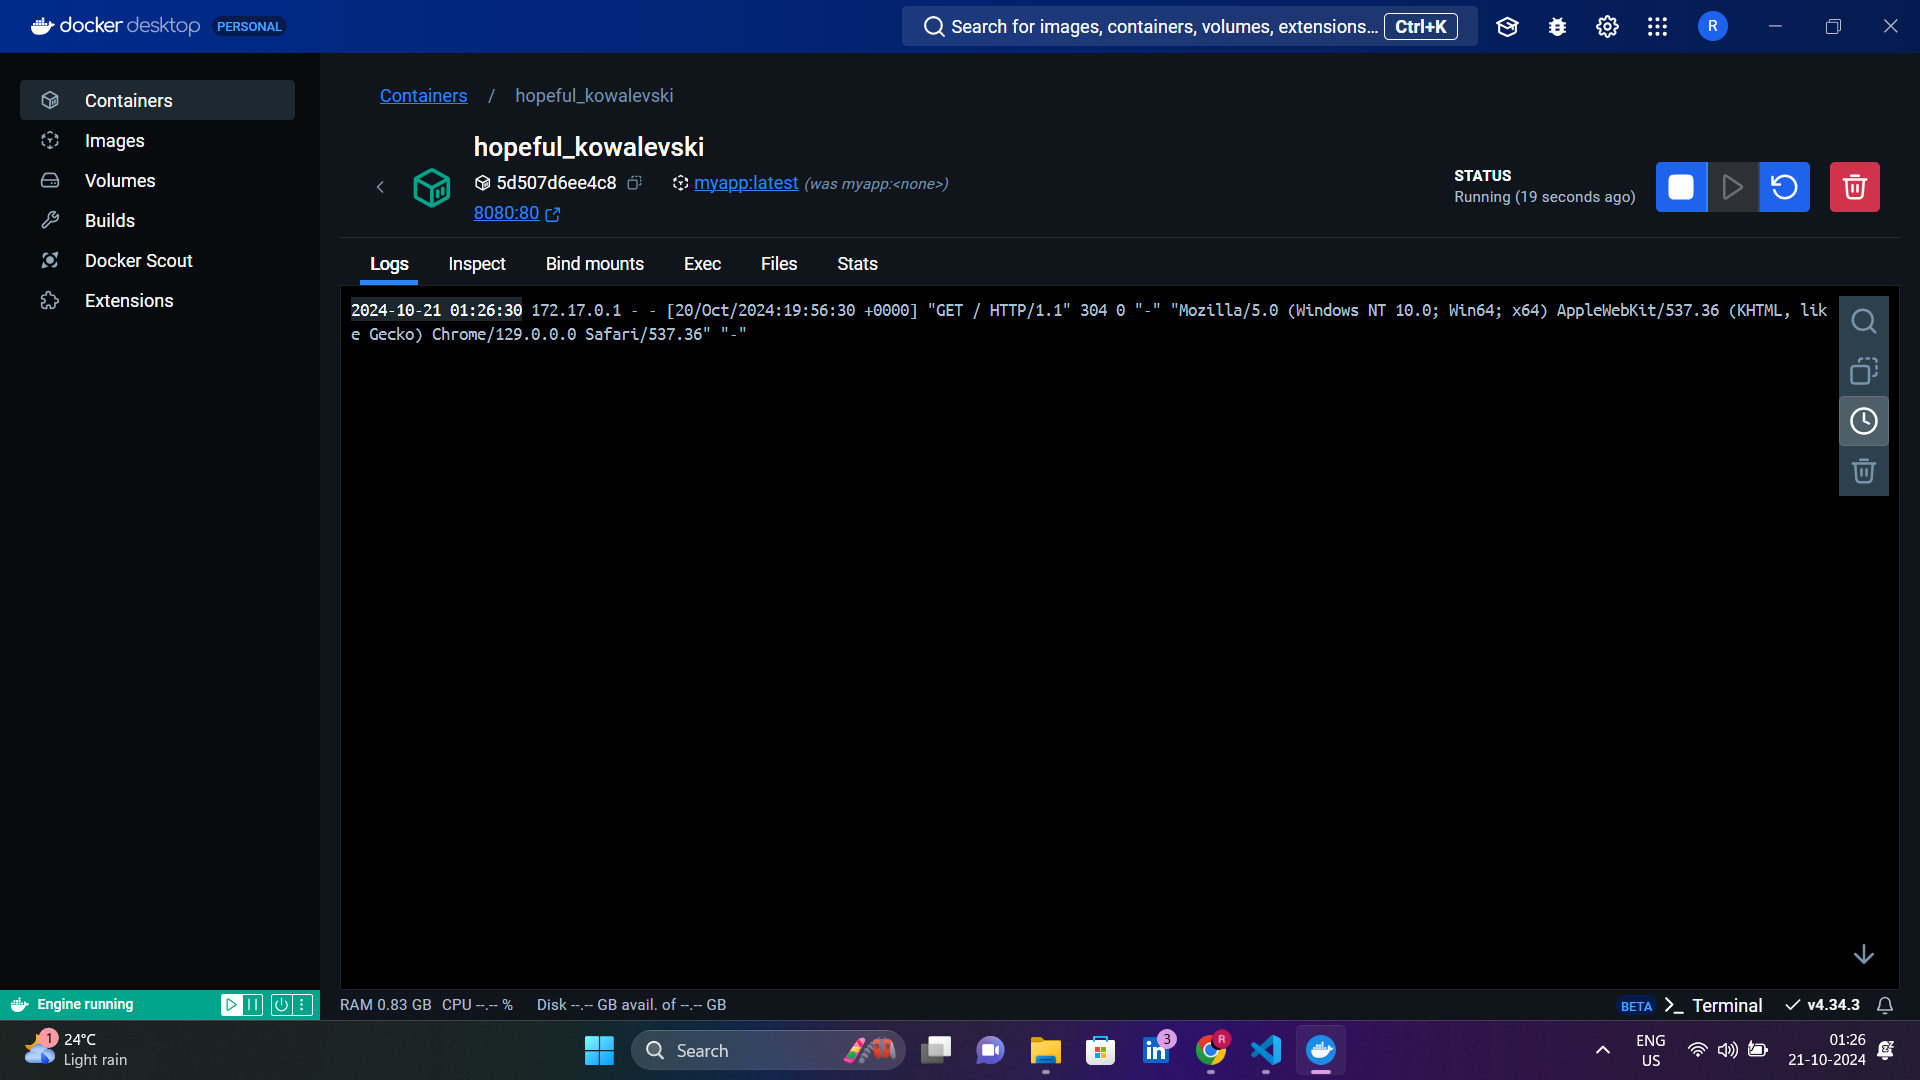 docker desktop PERSONAL
Search for images, containers, volumes, extensions... Ctrl+K
R
Containers
Images
Volumes
Builds
Docker Scout
Extensions
Containers / hopeful_kowalevski
hopeful_kowalevski
5d507d6ee4c8 myapp:latest (was myapp:<none>)
8080:80
STATUS
Running (19 seconds ago)
Logs Inspect Bind mounts Exec Files Stats
2024-10-21 01:26:30 172.17.0.1 - - [20/Oct/2024:19:56:30 +0000] "GET / HTTP/1.1" 304 0 "-" "Mozilla/5.0 (Windows NT 10.0; Win64; x64) AppleWebKit/537.36 (KHTML, lik
e Gecko) Chrome/129.0.0.0 Safari/537.36" "-"
Engine running
RAM 0.83 GB CPU --.-- % Disk --.-- GB avail. of --.-- GB
BETA Terminal v4.34.3
1
24°C
Light rain
Search
3
R
ENG
US
01:26
21-10-2024